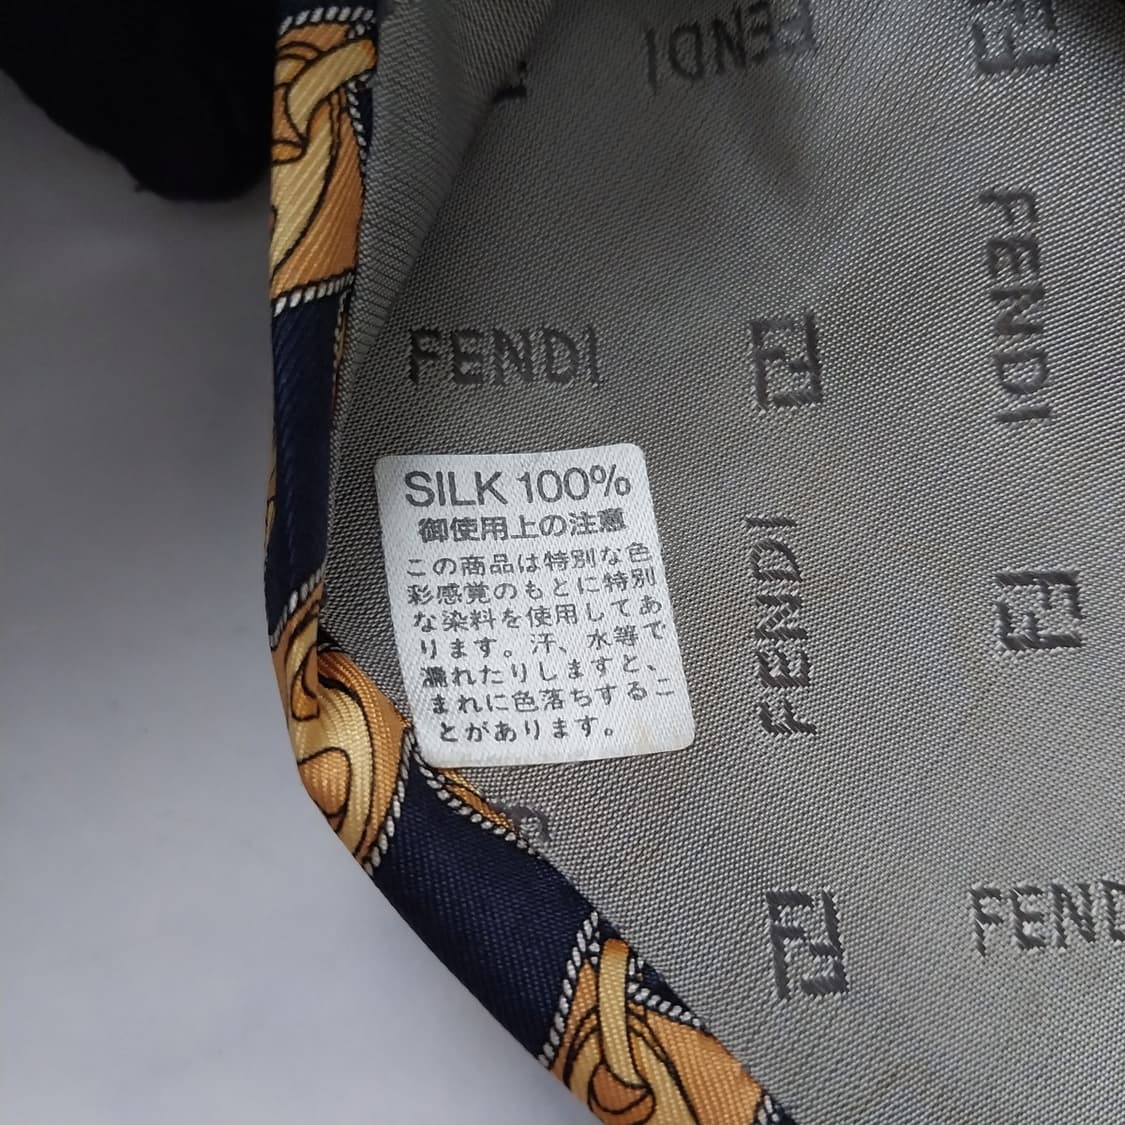 FENDI
FENDI
FENDI
SILK 100%
御使用上の注意
この商品は特別な色
彩感覚のもとに特別
な染料を使用してあ
ります。汗、水等で
濡れたりしますと、
まれに色落ちするこ
とがあります。
FENDI
FEND